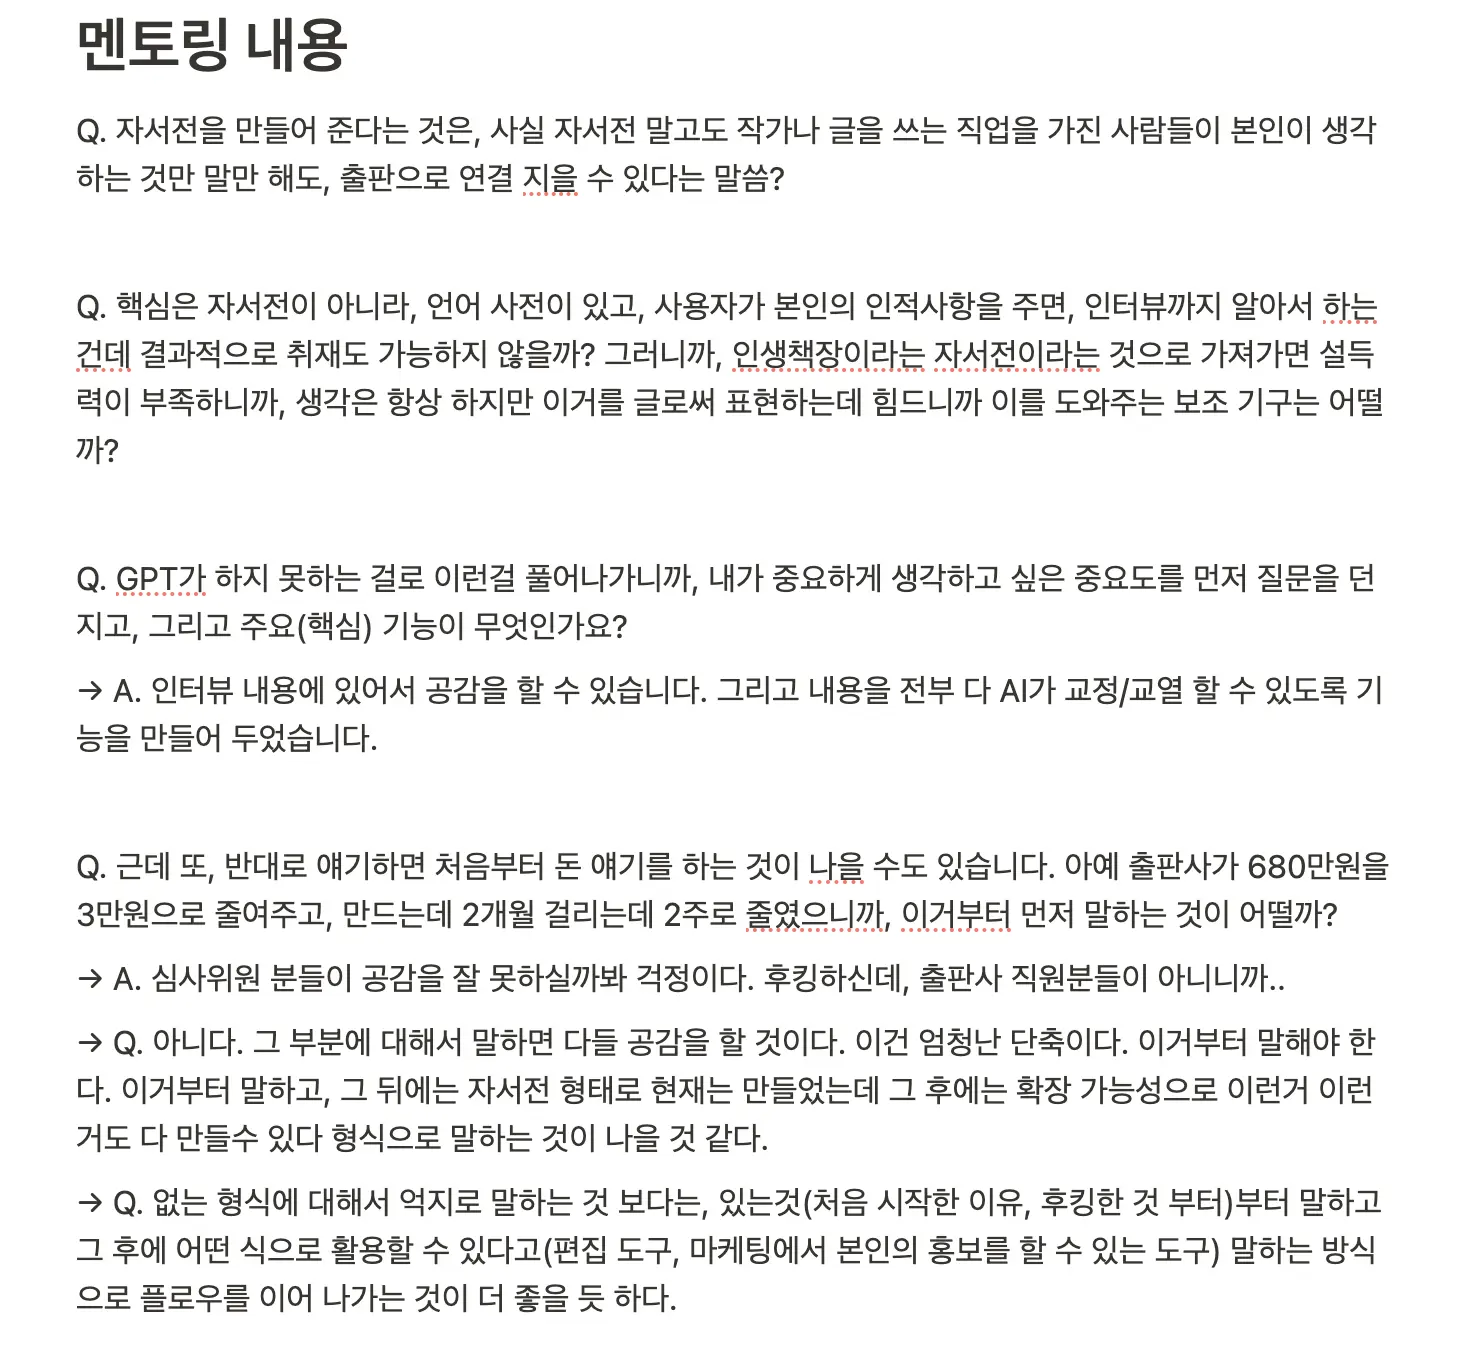 멘토링 내용
Q. 자서전을 만들어 준다는 것은, 사실 자서전 말고도 작가나 글을 쓰는 직업을 가진 사람들이 본인이 생각
하는 것만 말만 해도, 출판으로 연결 지을 수 있다는 말씀?
Q. 핵심은 자서전이 아니라, 언어 사전이 있고, 사용자가 본인의 인적사항을 주면, 인터뷰까지 알아서 하는
건데 결과적으로 취재도 가능하지 않을까? 그러니까, 인생책장이라는 자서전이라는 것으로 가져가면 설득
력이 부족하니까, 생각은 항상 하지만 이거를 글로써 표현하는데 힘드니까 이를 도와주는 보조 기구는 어떨
까?
Q. GPT가 하지 못하는 걸로 이런걸 풀어나가니까, 내가 중요하게 생각하고 싶은 중요도를 먼저 질문을 던
지고, 그리고 주요(핵심) 기능이 무엇인가요?
→ A. 인터뷰 내용에 있어서 공감을 할 수 있습니다. 그리고 내용을 전부 다 AI가 교정/교열 할 수 있도록 기
능을 만들어 두었습니다.
Q. 근데 또, 반대로 얘기하면 처음부터 돈 얘기를 하는 것이 나을 수도 있습니다. 아예 출판사가 680만원을
3만원으로 줄여주고, 만드는데 2개월 걸리는데 2주로 줄였으니까, 이거부터 먼저 말하는 것이 어떨까?
→ A. 심사위원 분들이 공감을 잘 못하실까봐 걱정이다. 후킹하신데, 출판사 직원분들이 아니니까..
→ Q. 아니다. 그 부분에 대해서 말하면 다들 공감을 할 것이다. 이건 엄청난 단축이다. 이거부터 말해야 한
다. 이거부터 말하고, 그 뒤에는 자서전 형태로 현재는 만들었는데 그 후에는 확장 가능성으로 이런거 이런
거도 다 만들수 있다 형식으로 말하는 것이 나을 것 같다.
→ Q. 없는 형식에 대해서 억지로 말하는 것 보다는, 있는것(처음 시작한 이유, 후킹한 것 부터)부터 말하고
그 후에 어떤 식으로 활용할 수 있다고(편집 도구, 마케팅에서 본인의 홍보를 할 수 있는 도구) 말하는 방식
으로 플로우를 이어 나가는 것이 더 좋을 듯 하다.